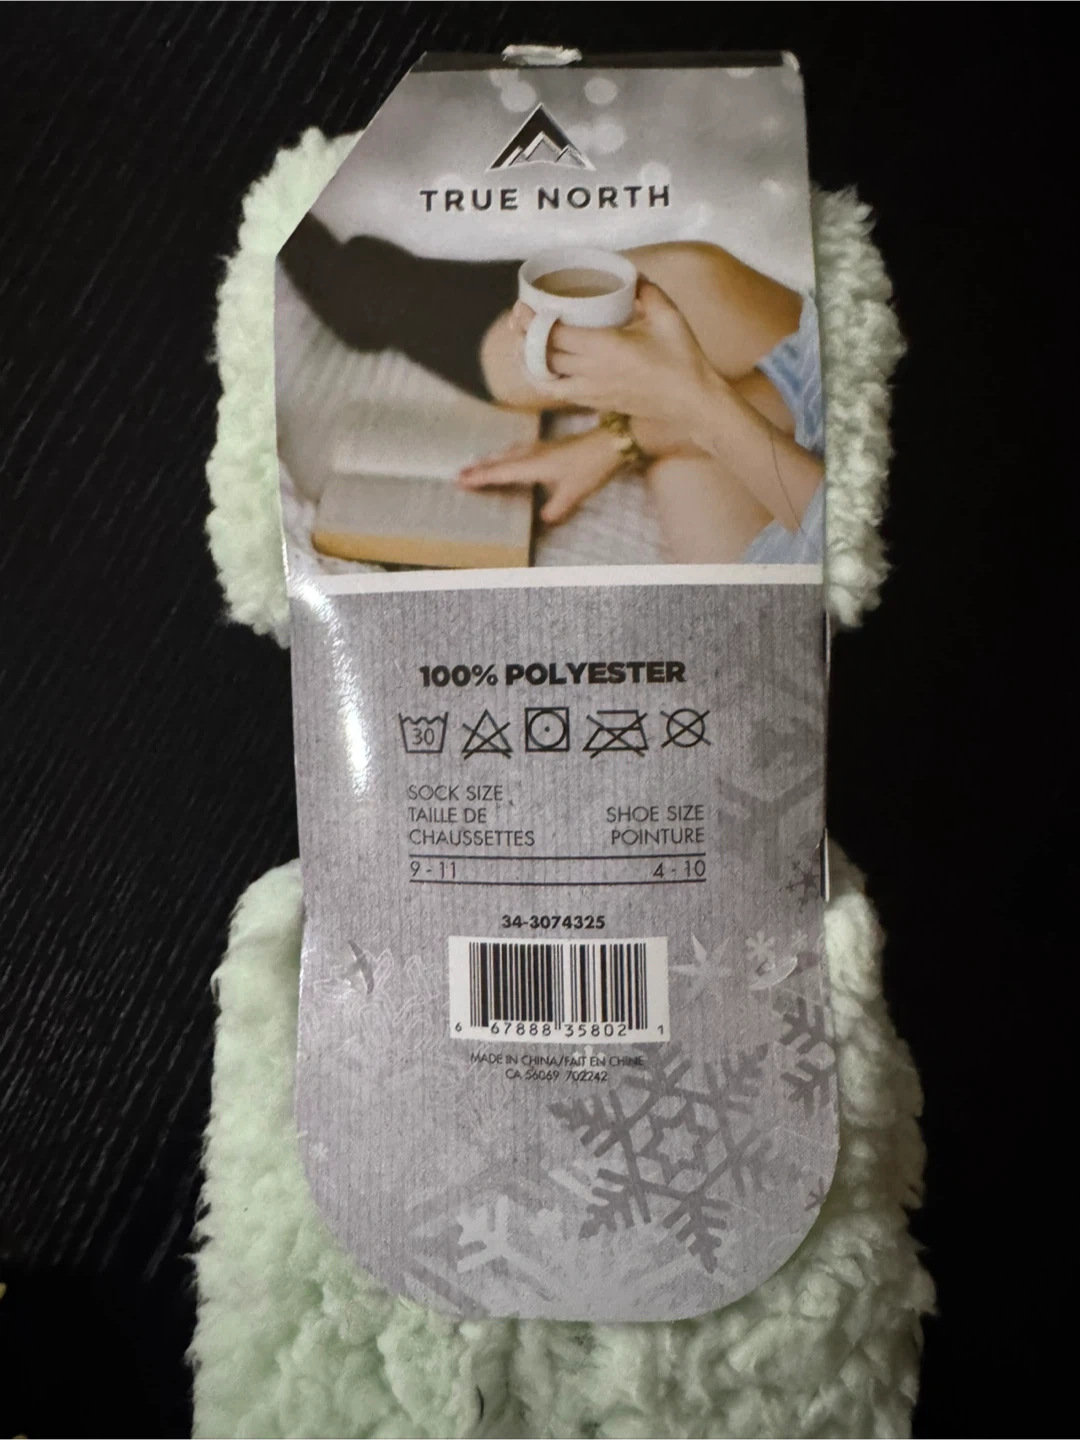 TRUE NORTH
100% POLYESTER
30
SOCK SIZE
TAILLE DE
CHAUSSETTES
SHOE SIZE
POINTURE
9 - 11
4 - 10
34-3074325
6 67888 35802 1
MADE IN CHINA/FAIT EN CHINE
CA 56069 702242